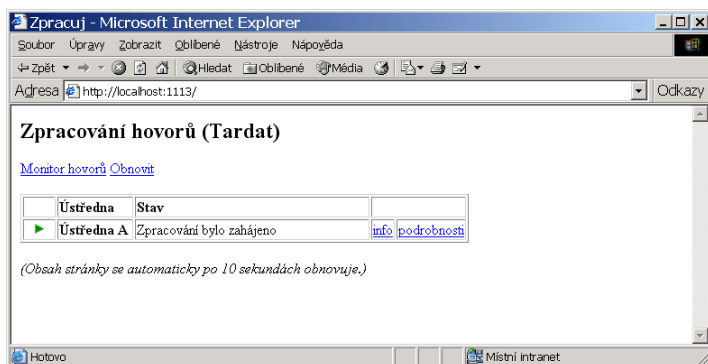 Zpracuj - Microsoft Internet Explorer
Soubor Úpravy Zobrazit Oblíbené Nástroje Nápověda
Zpět Hledat Oblíbené Média
Adresa http://localhost:1113/ Odkazy
Zpracování hovorů (Tardat)
Monitor hovorů Obnovit
Ústředna Stav
Ústředna A Zpracování bylo zahájeno info podrobnosti
(Obsah stránky se automaticky po 10 sekundách obnovuje.)
Hotovo Místní intranet